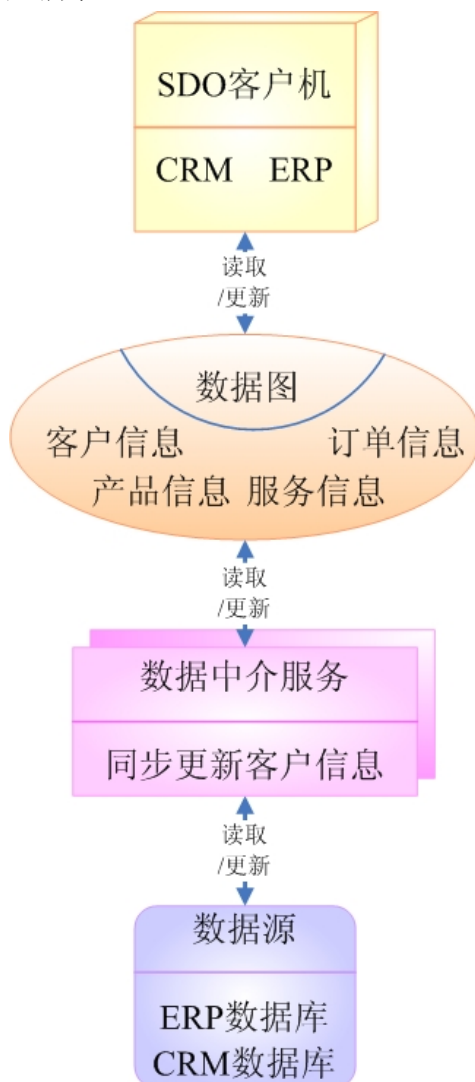 SDO客户机
CRM ERP
读取
/更新
数据图
客户信息 订单信息
产品信息 服务信息
读取
/更新
数据中介服务
同步更新客户信息
读取
/更新
数据源
ERP数据库
CRM数据库